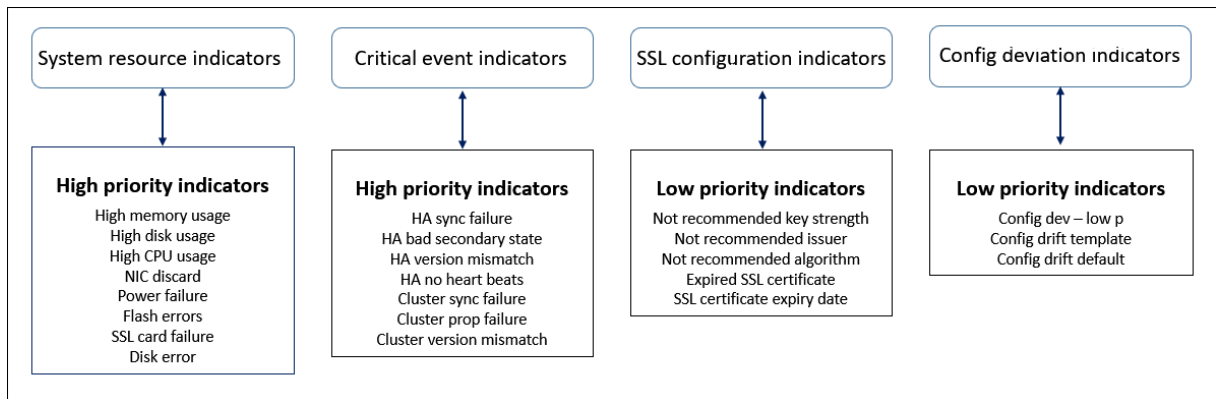 System resource indicators
High priority indicators
High memory usage
High disk usage
High CPU usage
NIC discard
Power failure
Flash errors
SSL card failure
Disk error
Critical event indicators
High priority indicators
HA sync failure
HA bad secondary state
HA version mismatch
HA no heart beats
Cluster sync failure
Cluster prop failure
Cluster version mismatch
SSL configuration indicators
Low priority indicators
Not recommended key strength
Not recommended issuer
Not recommended algorithm
Expired SSL certificate
SSL certificate expiry date
Config deviation indicators
Low priority indicators
Config dev – low p
Config drift template
Config drift default